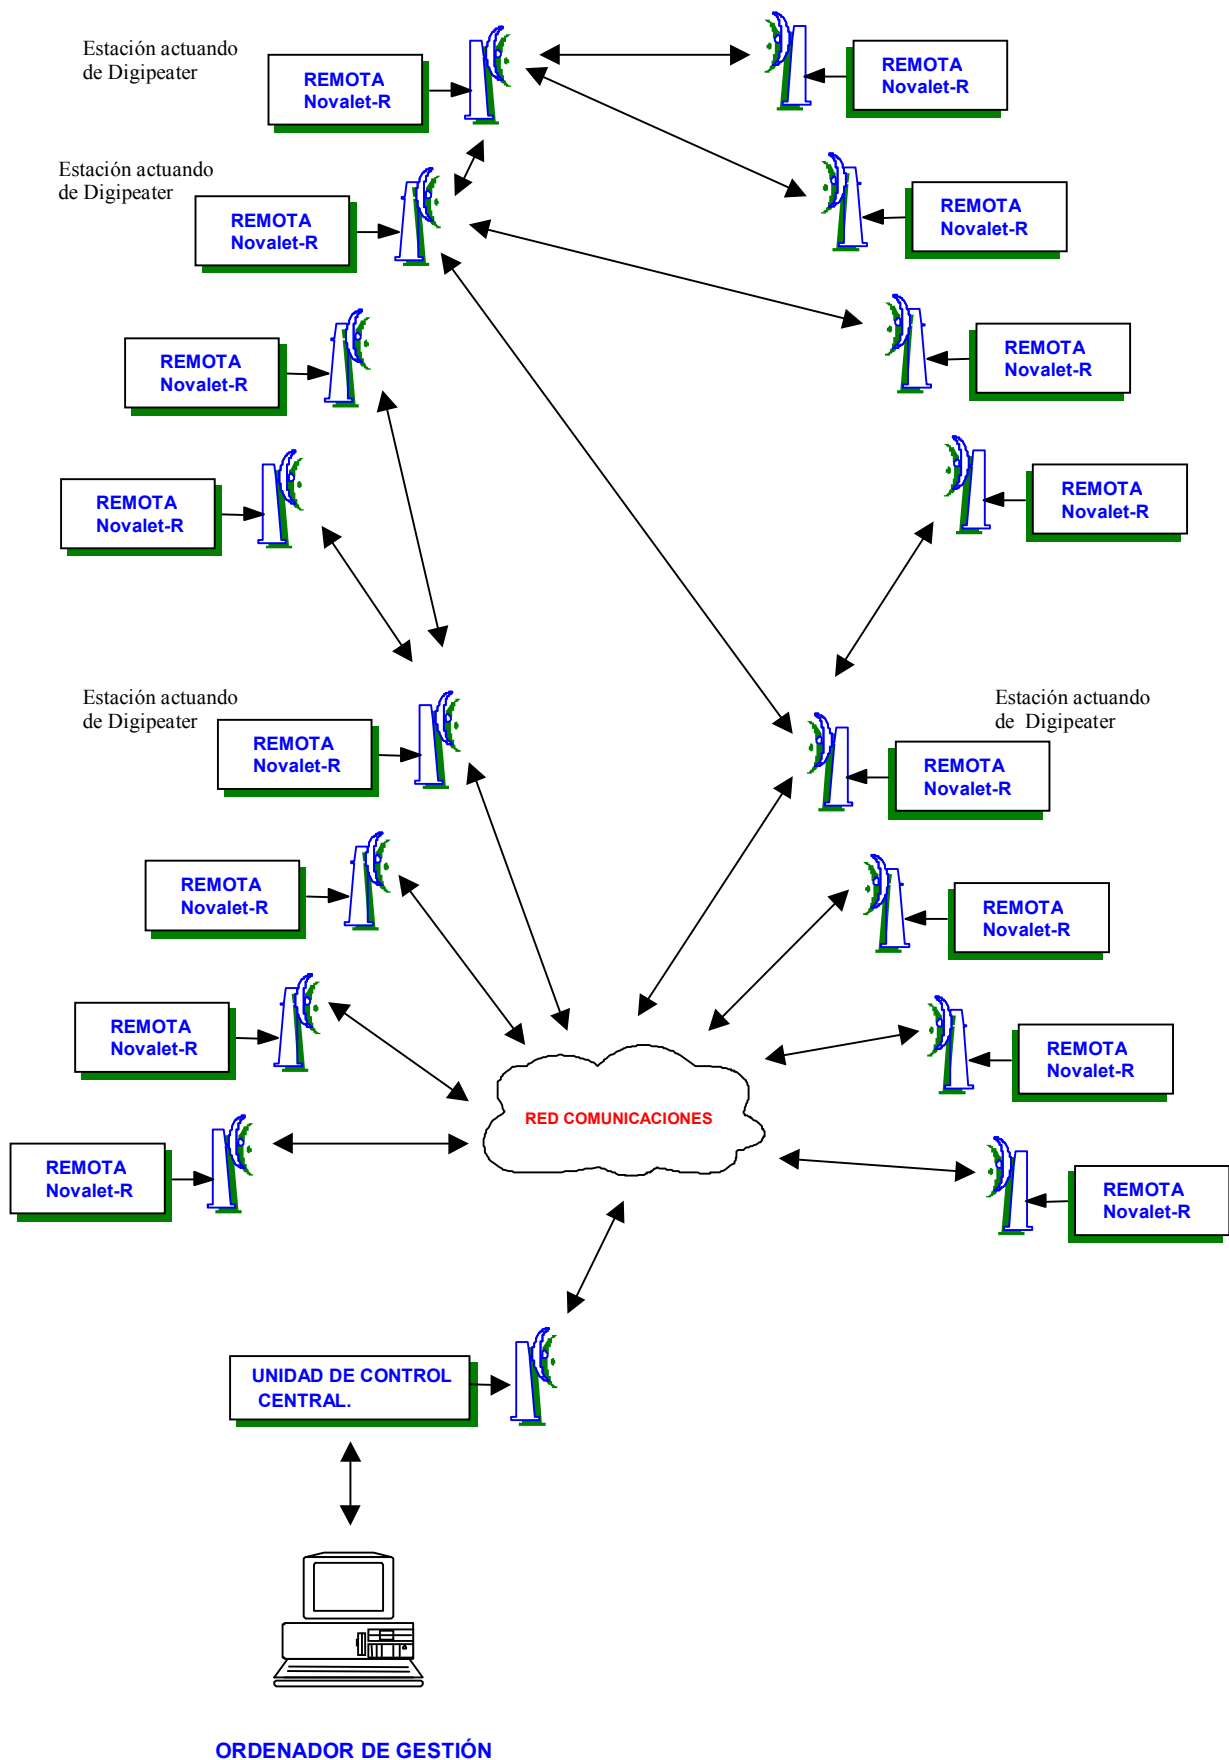 Estación actuando
de Digipeater
REMOTA
Novalet-R
REMOTA
Novalet-R
Estación actuando
de Digipeater
REMOTA
Novalet-R
REMOTA
Novalet-R
REMOTA
Novalet-R
REMOTA
Novalet-R
REMOTA
Novalet-R
REMOTA
Novalet-R
Estación actuando
de Digipeater
REMOTA
Novalet-R
Estación actuando
de Digipeater
REMOTA
Novalet-R
REMOTA
Novalet-R
REMOTA
Novalet-R
REMOTA
Novalet-R
REMOTA
Novalet-R
RED COMUNICACIONES
REMOTA
Novalet-R
REMOTA
Novalet-R
UNIDAD DE CONTROL
CENTRAL.
ORDENADOR DE GESTIÓN